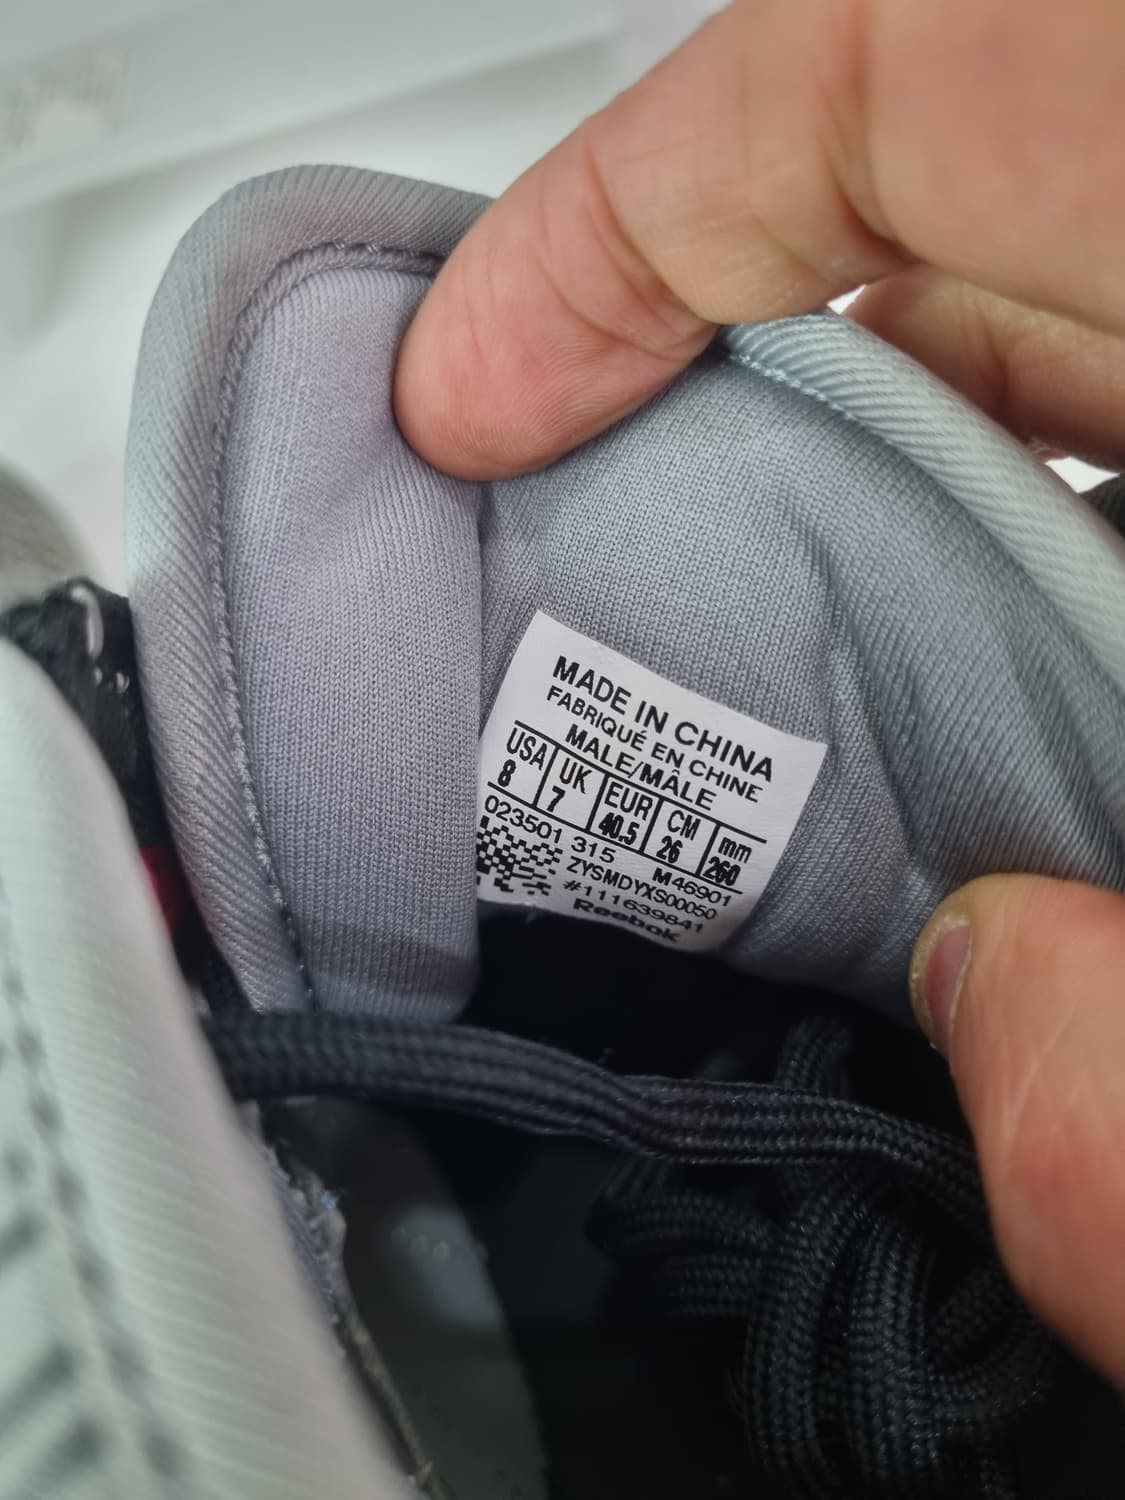 MADE IN CHINA
FABRIQUÉ EN CHINE
MALE/MÂLE
USA UK EUR CM mm
8 7 40.5 26 260
023501 315 M46901
ZYSMDYXS00050
#111639841
Reebok